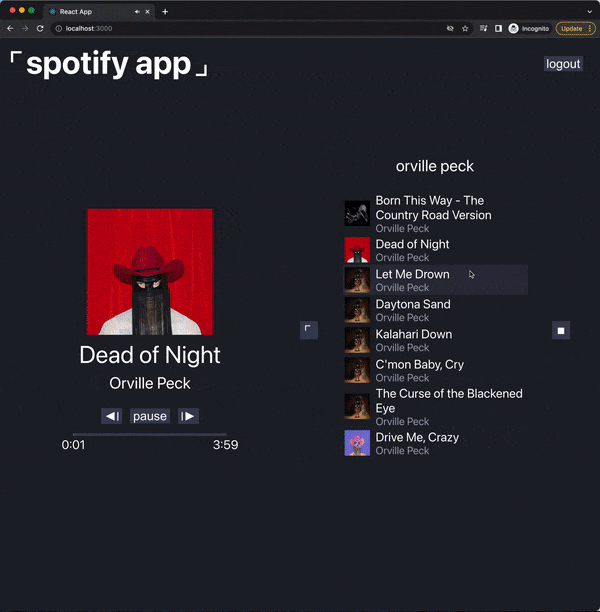 React App
localhost:3000
Incognito
Update
spotify app
logout
Dead of Night
Orville Peck
pause
0:01 3:59
orville peck
Born This Way - The
Country Road Version
Orville Peck
Dead of Night
Orville Peck
Let Me Drown
Orville Peck
Daytona Sand
Orville Peck
Kalahari Down
Orville Peck
C'mon Baby, Cry
Orville Peck
The Curse of the Blackened
Eye
Orville Peck
Drive Me, Crazy
Orville Peck